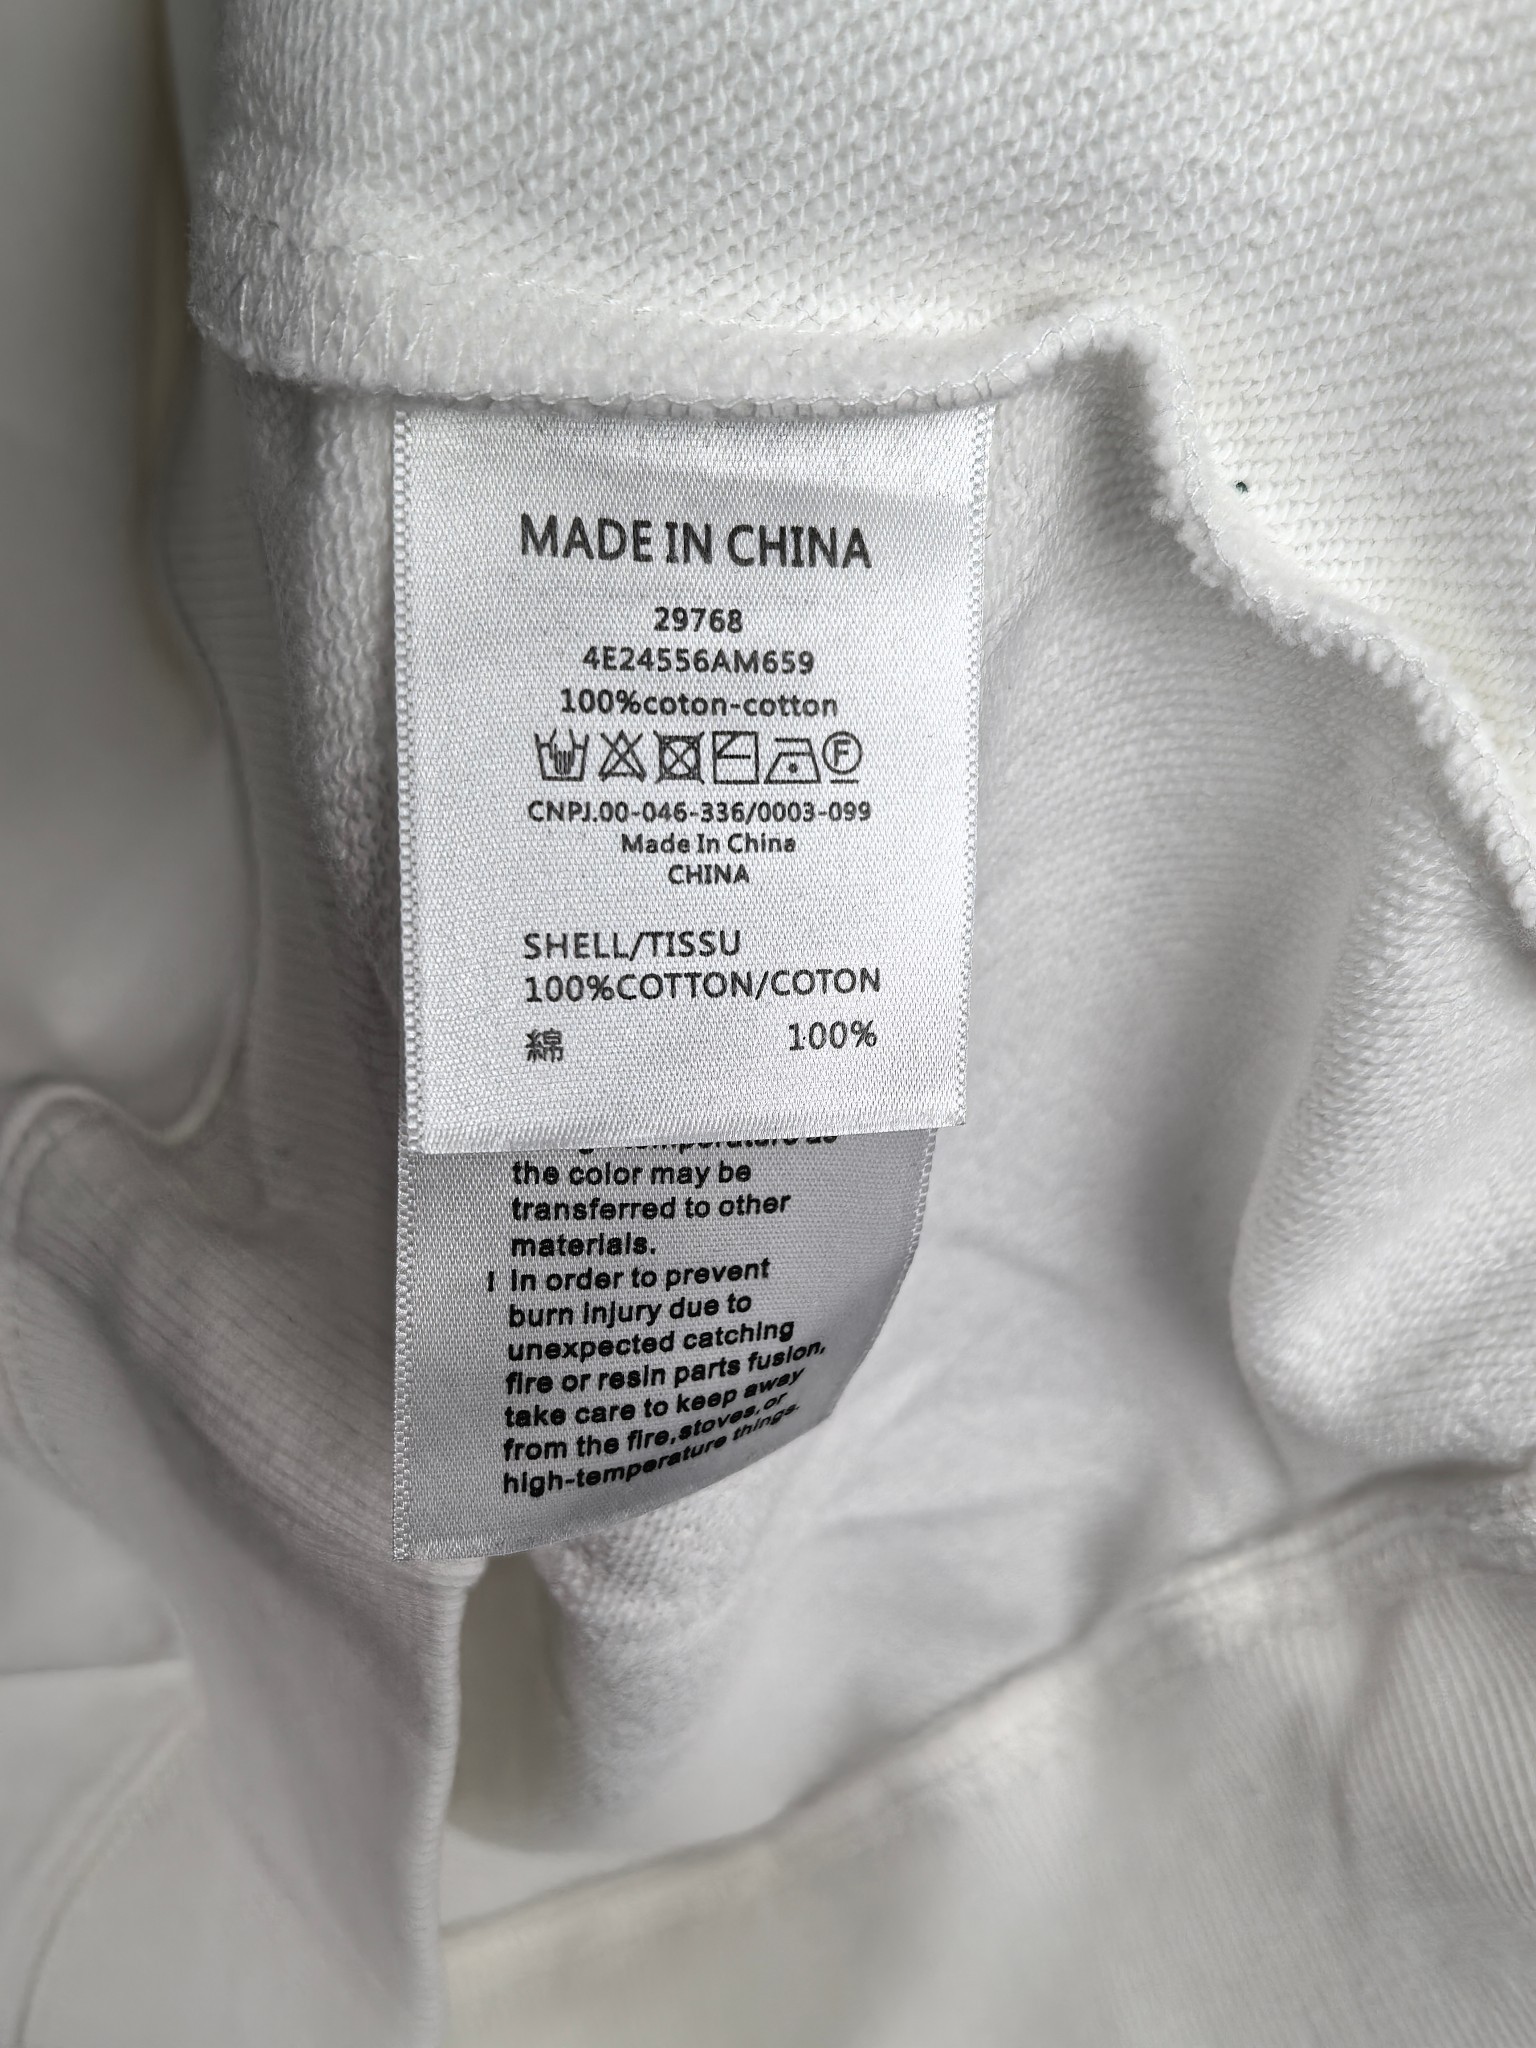 MADE IN CHINA
29768
4E24556AM659
100%coton-cotton
F
CNPJ.00-046-336/0003-099
Made In China
CHINA
SHELL/TISSU
100%COTTON/COTON
綿 100%
the color may be
transferred to other
materials.
! In order to prevent
burn injury due to
unexpected catching
fire or resin parts fusion,
take care to keep away
from the fire,stoves,or
high-temperature things.